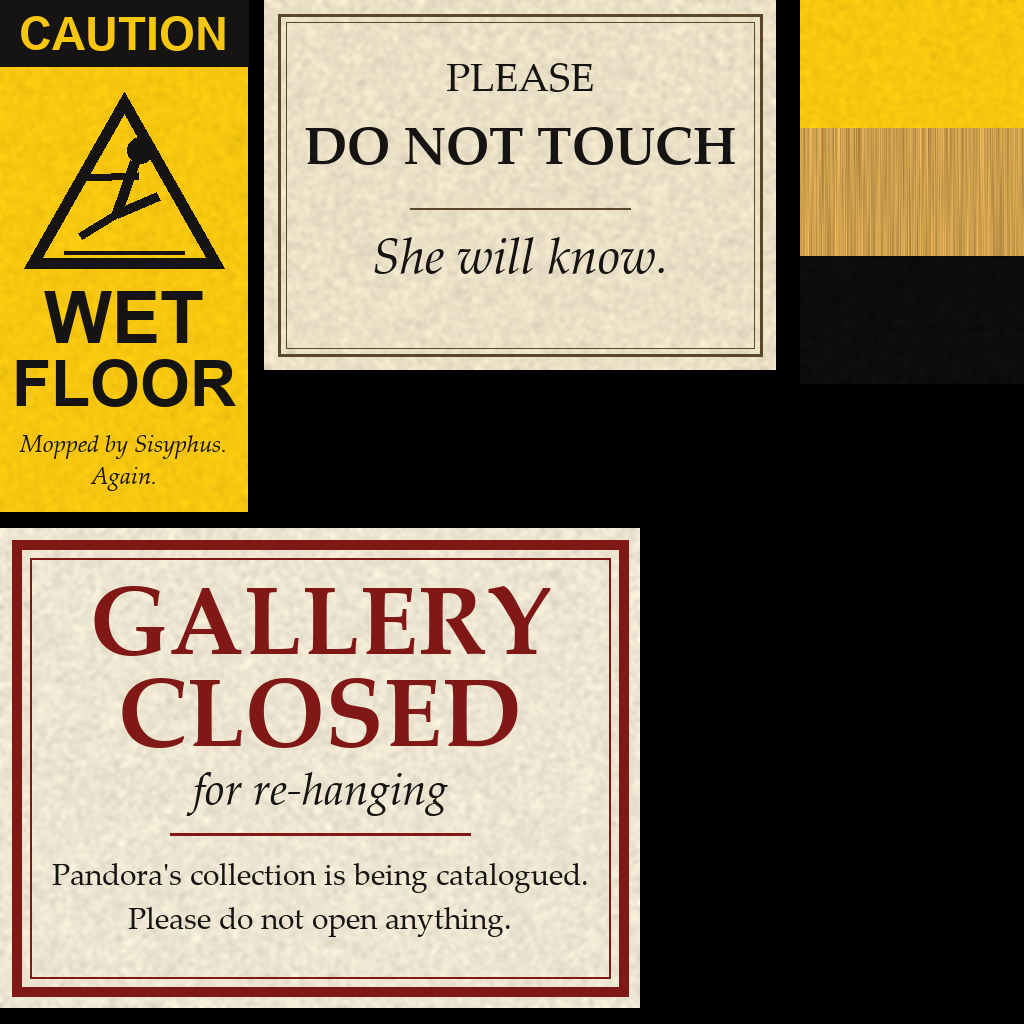 CAUTION
WET
FLOOR
Mopped by Sisyphus.
Again.
PLEASE
DO NOT TOUCH
She will know.
GALLERY
CLOSED
for re-hanging
Pandora's collection is being catalogued.
Please do not open anything.